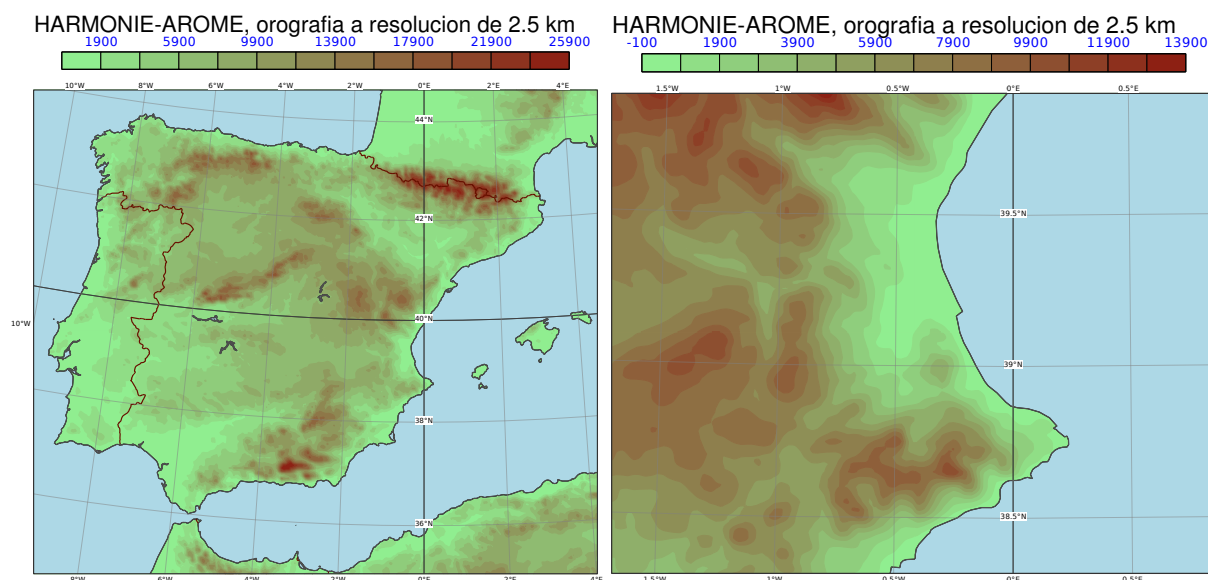 HARMONIE-AROME, orografia a resolucion de 2.5 km
1900 5900 9900 13900 17900 21900 25900
10°W 8°W 6°W 4°W 2°W 0°E 2°E 4°E
44°N
42°N
10°W
40°N
38°N
36°N
8°W 6°W 4°W 2°W 0°E 2°E 4°E
HARMONIE-AROME, orografia a resolucion de 2.5 km
-100 1900 3900 5900 7900 9900 11900 13900
1.5°W 1°W 0.5°W 0°E 0.5°E
39.5°N
39°N
38.5°N
1.5°W 1°W 0.5°W 0°E 0.5°E